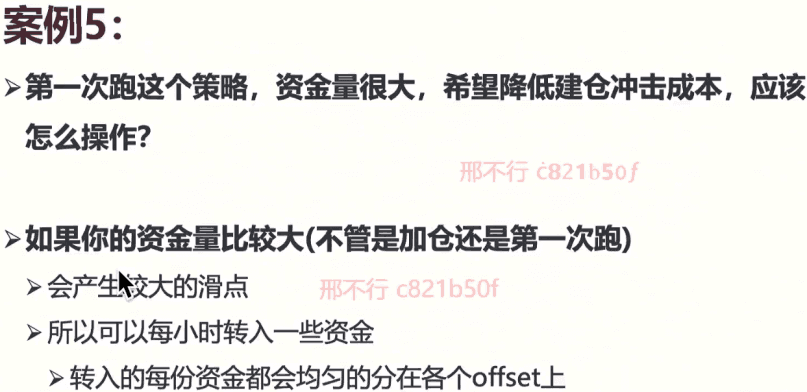 案例5：
➢第一次跑这个策略，资金量很大，希望降低建仓冲击成本，应该
怎么操作？
邢不行 c821b50f
➢如果你的资金量比较大(不管是加仓还是第一次跑)
➢会产生较大的滑点
邢不行 c821b50f
➢所以可以每小时转入一些资金
➢转入的每份资金都会均匀的分在各个offset上